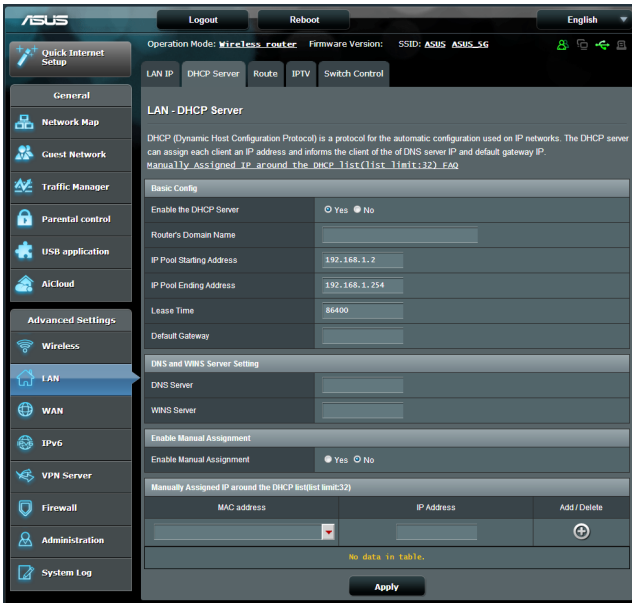 ASUS
Logout
Reboot
English
Operation Mode: Wireless router Firmware Version: SSID: ASUS ASUS_5G
Quick Internet
Setup
General
Network Map
Guest Network
Traffic Manager
Parental control
USB application
AiCloud
Advanced Settings
Wireless
LAN
WAN
IPv6
VPN Server
Firewall
Administration
System Log
LAN IP
DHCP Server
Route
IPTV
Switch Control
LAN - DHCP Server
DHCP (Dynamic Host Configuration Protocol) is a protocol for the automatic configuration used on IP networks. The DHCP server
can assign each client an IP address and informs the client of the of DNS server IP and default gateway IP.
Manually Assigned IP around the DHCP list(list limit:32) FAQ
Basic Config
Enable the DHCP Server Yes No
Router's Domain Name
IP Pool Starting Address 192.168.1.2
IP Pool Ending Address 192.168.1.254
Lease Time 86400
Default Gateway
DNS and WINS Server Setting
DNS Server
WINS Server
Enable Manual Assignment
Enable Manual Assignment Yes No
Manually Assigned IP around the DHCP list(list limit:32)
MAC address IP Address Add / Delete
No data in table.
Apply